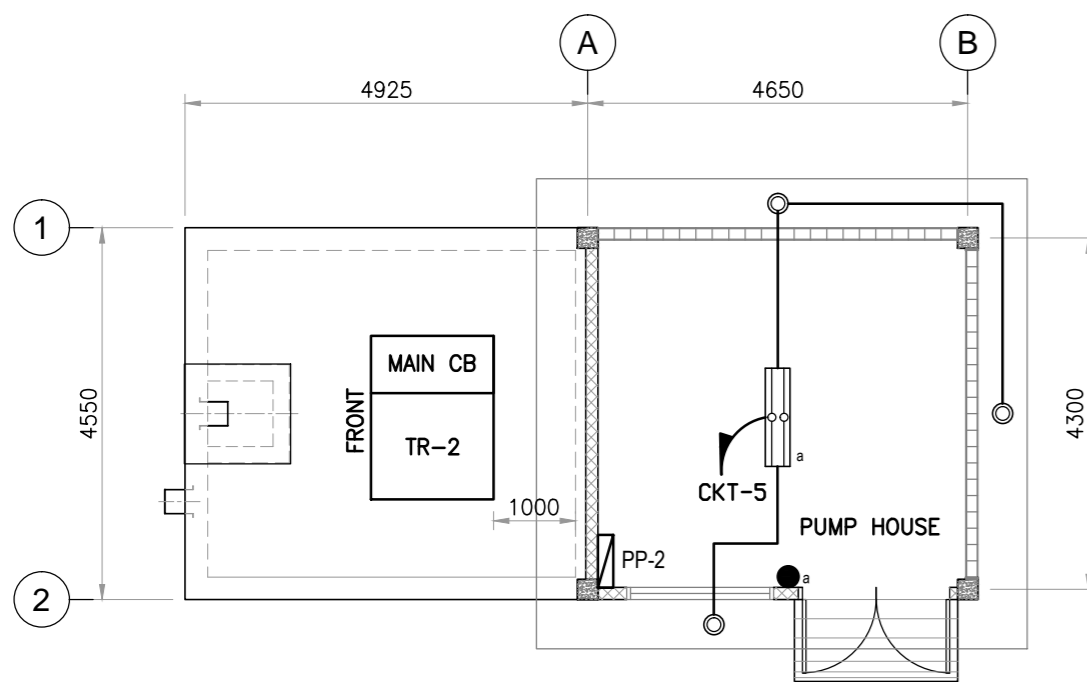 A
B
4925
4650
1
MAIN CB
FRONT
TR-2
4550
4300
a
CKT-5
1000
PUMP HOUSE
PP-2
a
2